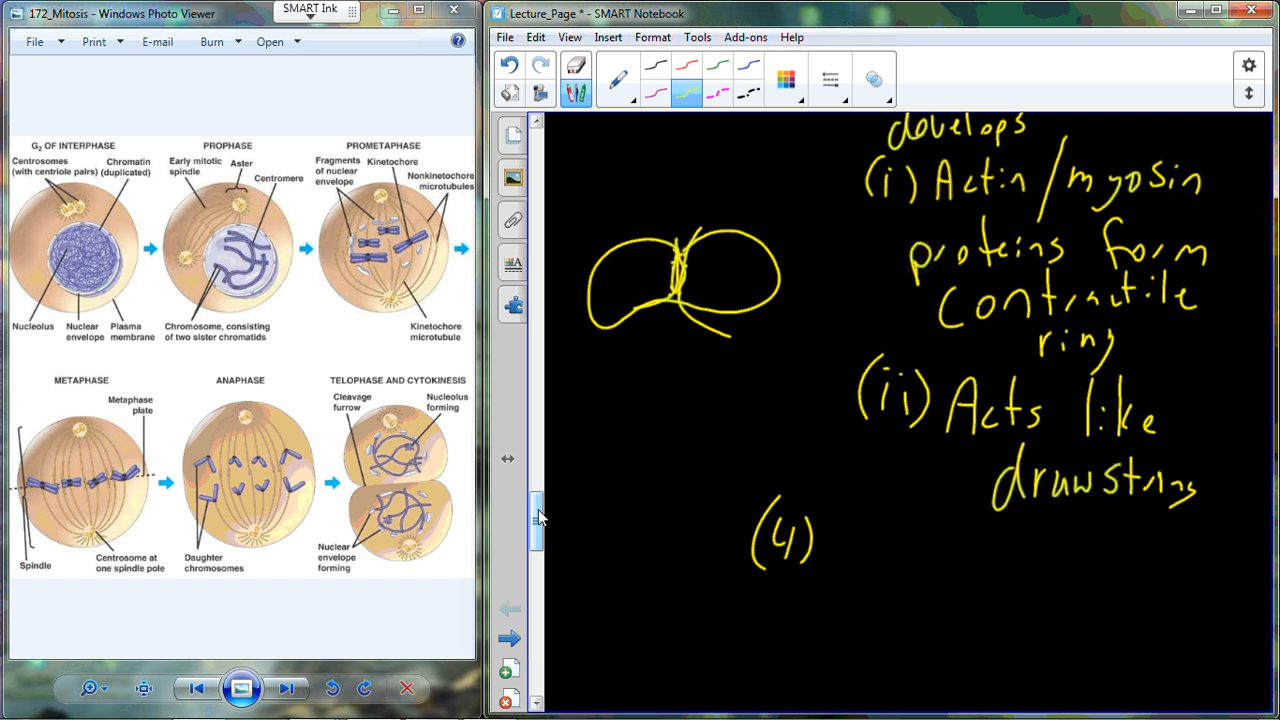 172_Mitosis - Windows Photo Viewer
SMART Ink
File Print E-mail Burn Open
G2 OF INTERPHASE
PROPHASE
PROMETAPHASE
Centrosomes
(with centriole pairs)
Chromatin
(duplicated)
Early mitotic
spindle
Aster
Centromere
Fragments
of nuclear
envelope
Kinetochore
Nonkinetochore
microtubules
Nucleolus
Nuclear
envelope
Plasma
membrane
Chromosome, consisting
of two sister chromatids
Kinetochore
microtubule
METAPHASE
ANAPHASE
TELOPHASE AND CYTOKINESIS
Metaphase
plate
Cleavage
furrow
Nucleolus
forming
Spindle
Centrosome at
one spindle pole
Daughter
chromosomes
Nuclear
envelope
forming
Lecture_Page * - SMART Notebook
File Edit View Insert Format Tools Add-ons Help
develops
(i) Actin/myosin
proteins form
contractile
ring
(ii) Acts like
drawstring
(4)